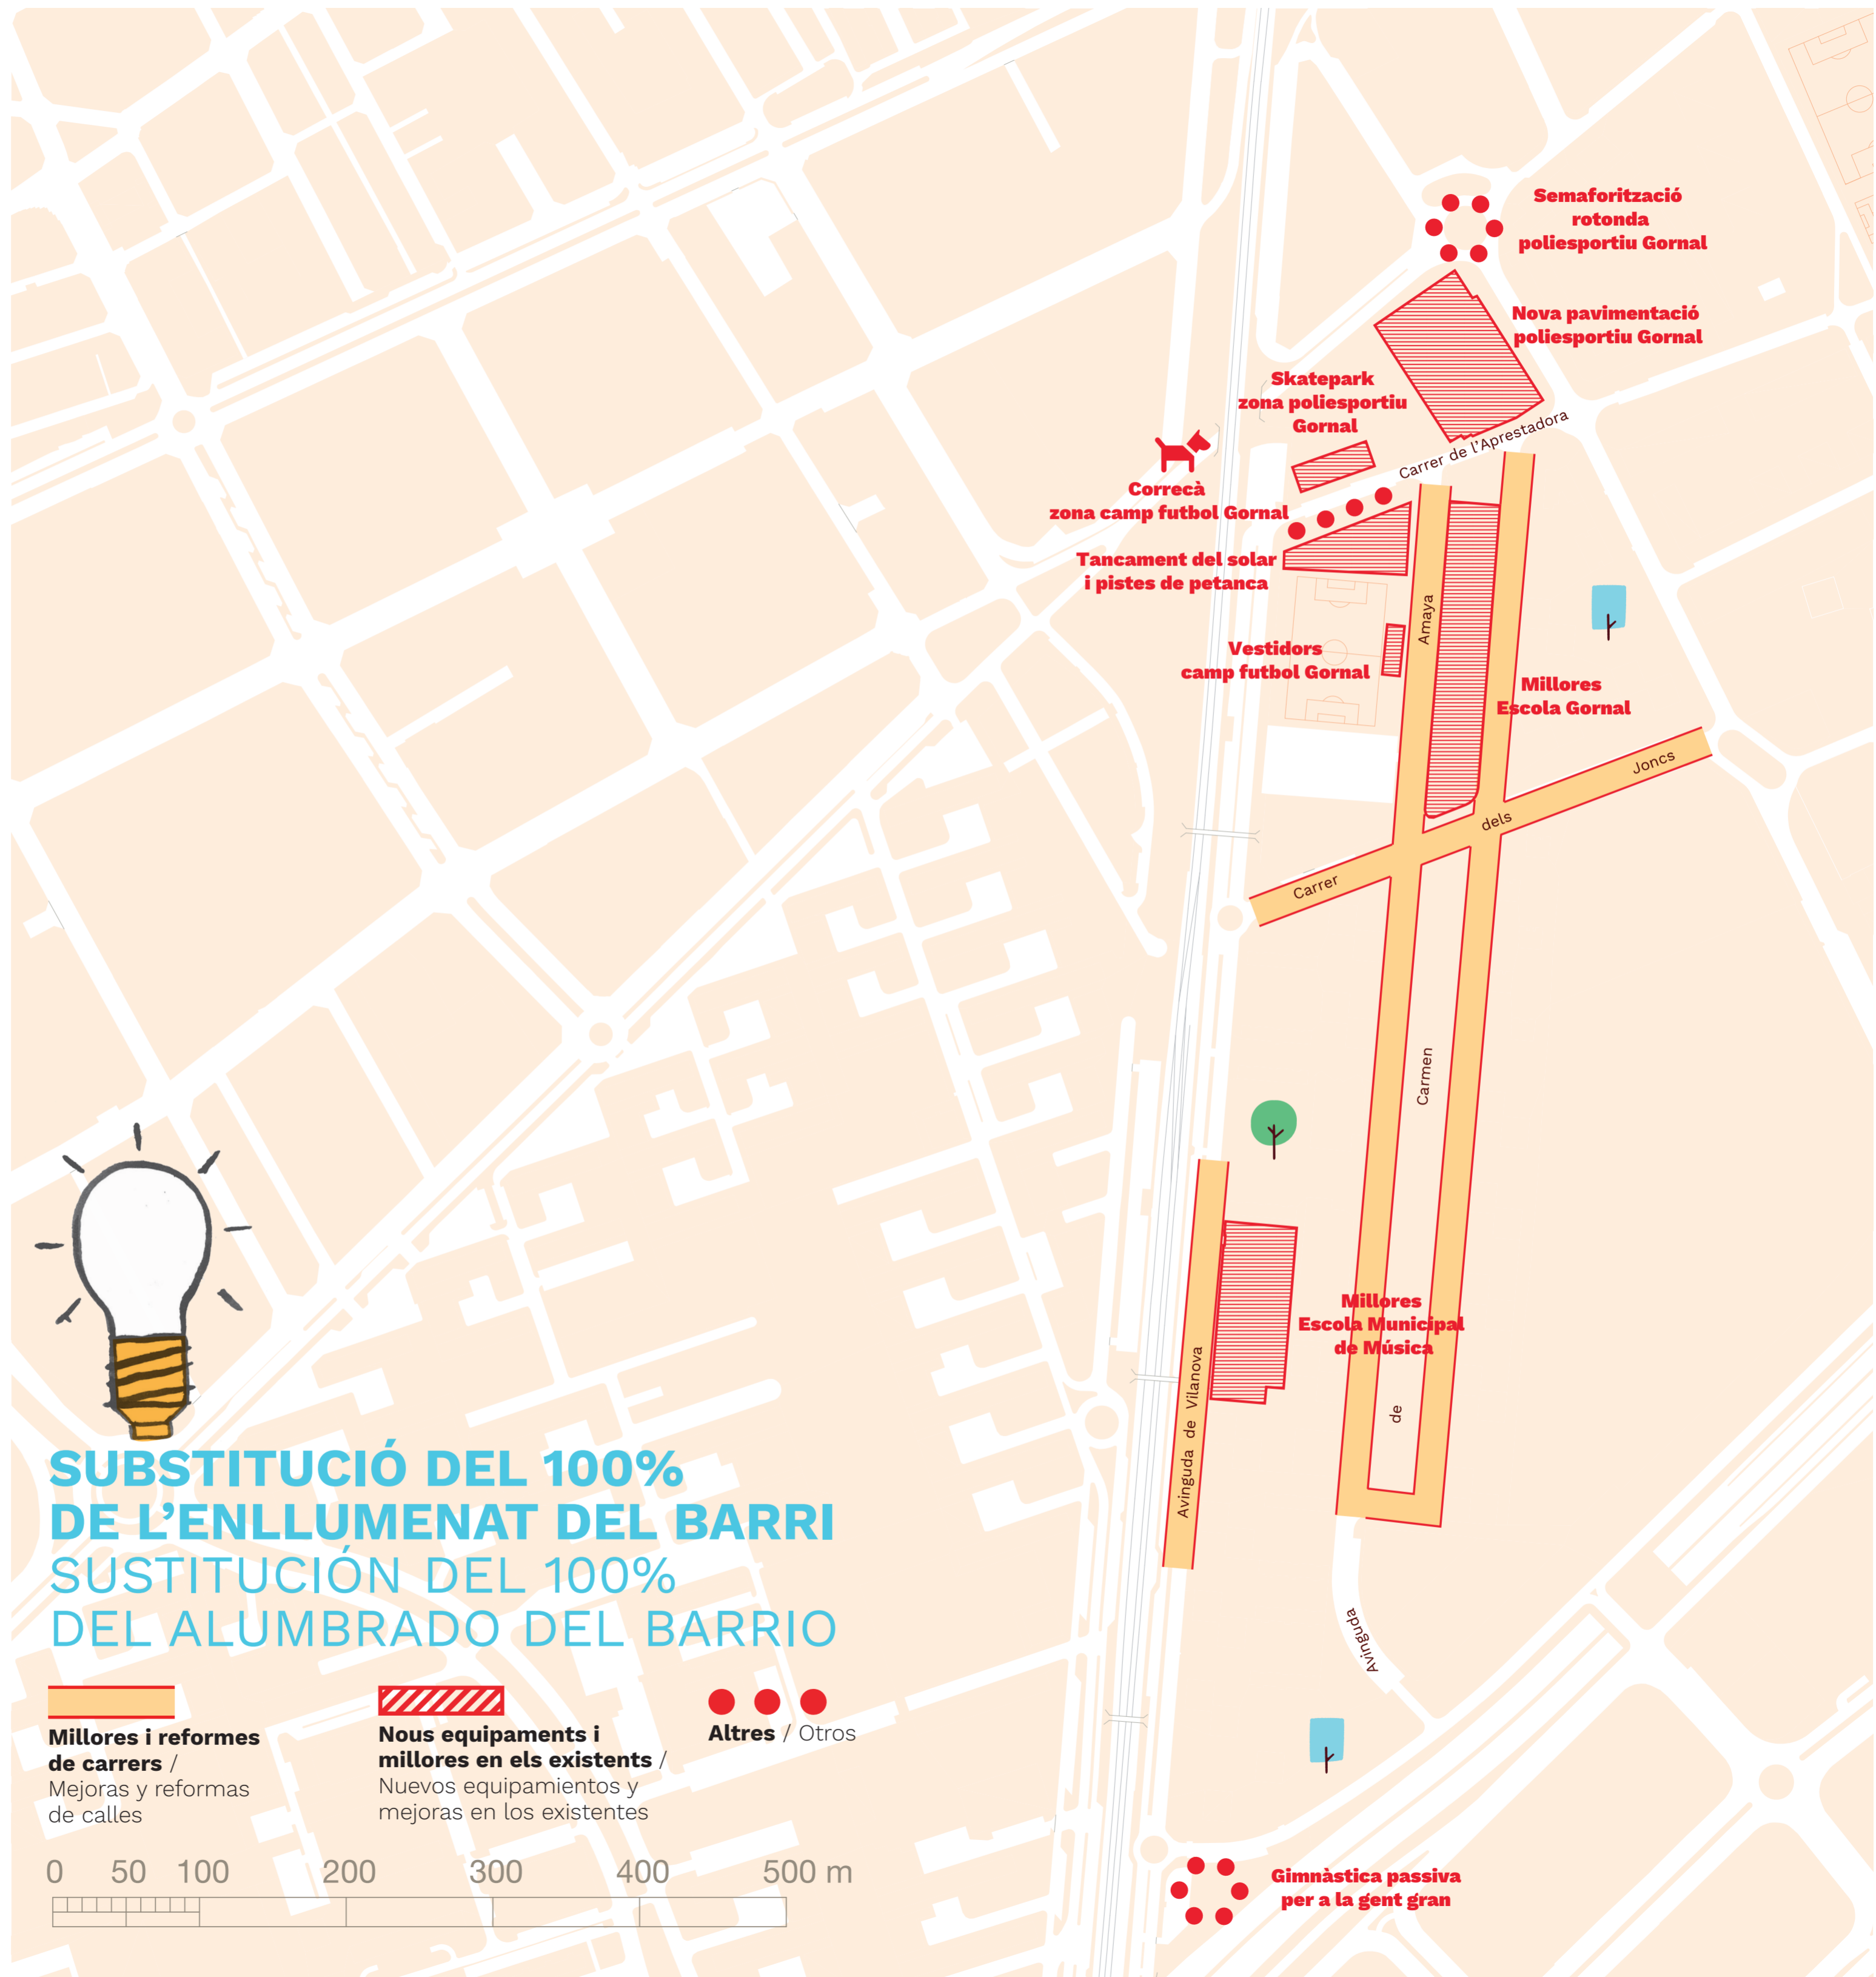 Semaforització
rotonda
poliesportiu Gornal
Nova pavimentació
poliesportiu Gornal
Skatepark
zona poliesportiu
Gornal
Carrer de l'Aprestadora
Correcà
zona camp futbol Gornal
Tancament del solar
i pistes de petanca
Amaya
Vestidors
camp futbol Gornal
Millores
Escola Gornal
Joncs
dels
Carrer
Carmen
Millores
Escola Municipal
de Música
Avinguda de Vilanova
de
Avinguda
SUBSTITUCIÓ DEL 100%
DE L'ENLLUMENAT DEL BARRI
SUSTITUCIÓN DEL 100%
DEL ALUMBRADO DEL BARRIO
Millores i reformes
de carrers /
Mejoras y reformas
de calles
Nous equipaments i
millores en els existents /
Nuevos equipamientos y
mejoras en los existentes
Altres / Otros
0 50 100 200 300 400 500 m
Gimnàstica passiva
per a la gent gran